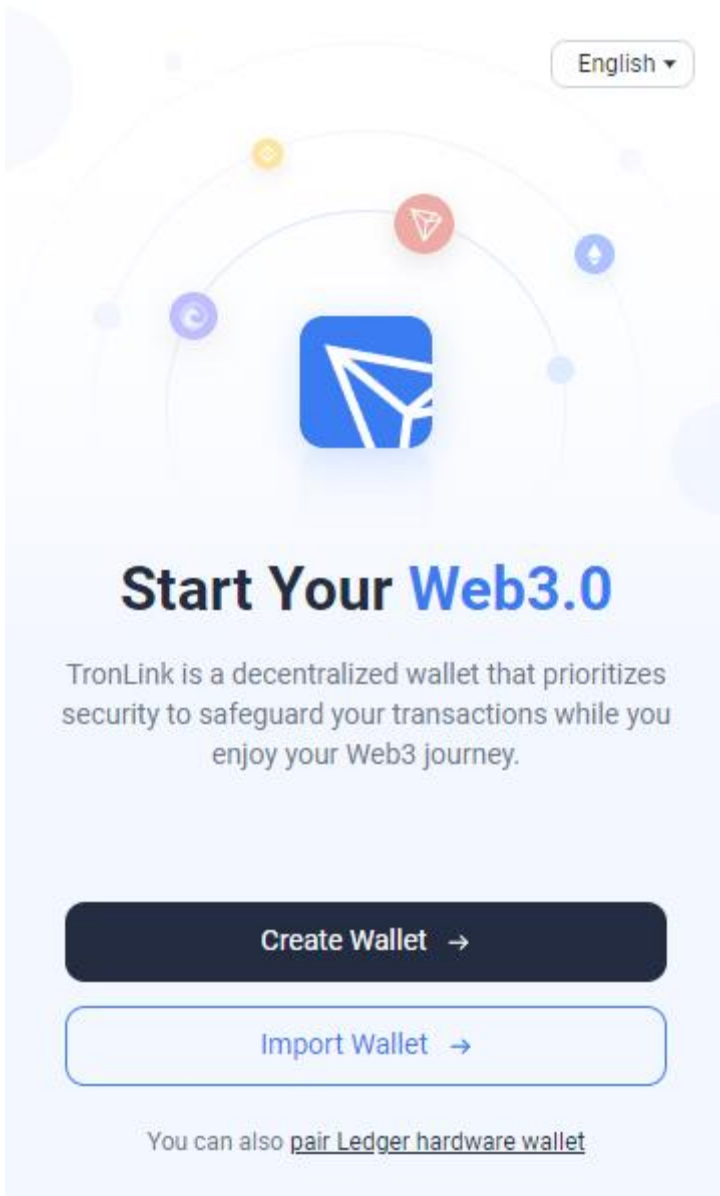 English
Start Your Web3.0
TronLink is a decentralized wallet that prioritizes
security to safeguard your transactions while you
enjoy your Web3 journey.
Create Wallet →
Import Wallet →
You can also pair Ledger hardware wallet